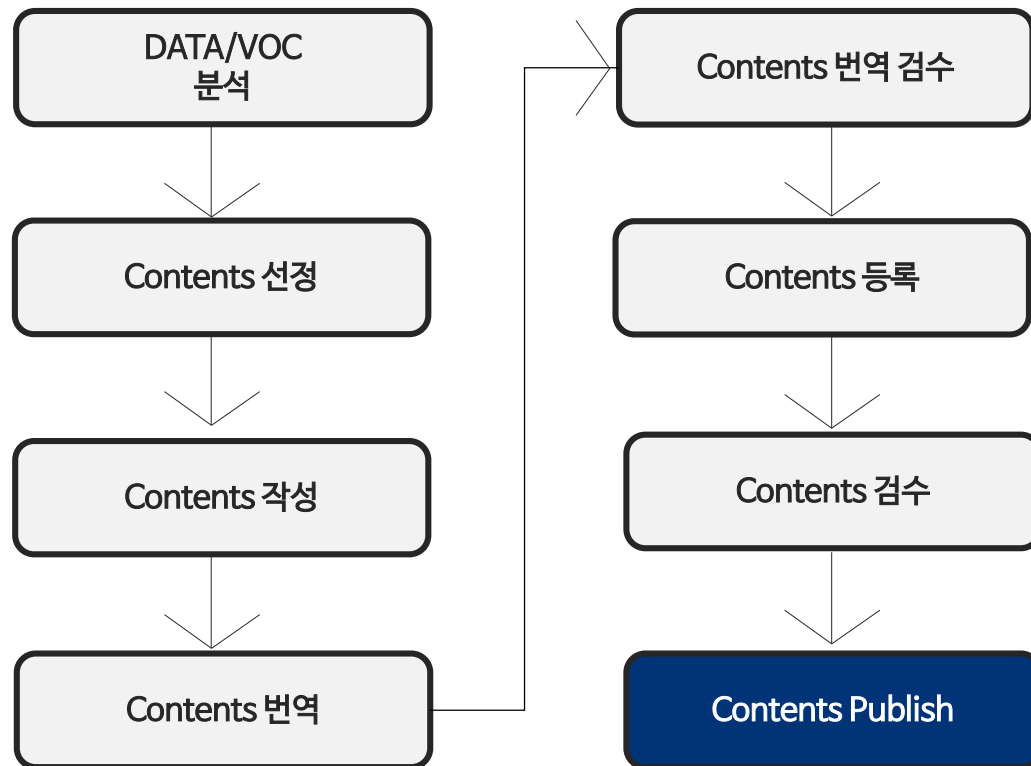 DATA/VOC
분석
Contents 선정
Contents 작성
Contents 번역
Contents 번역 검수
Contents 등록
Contents 검수
Contents Publish